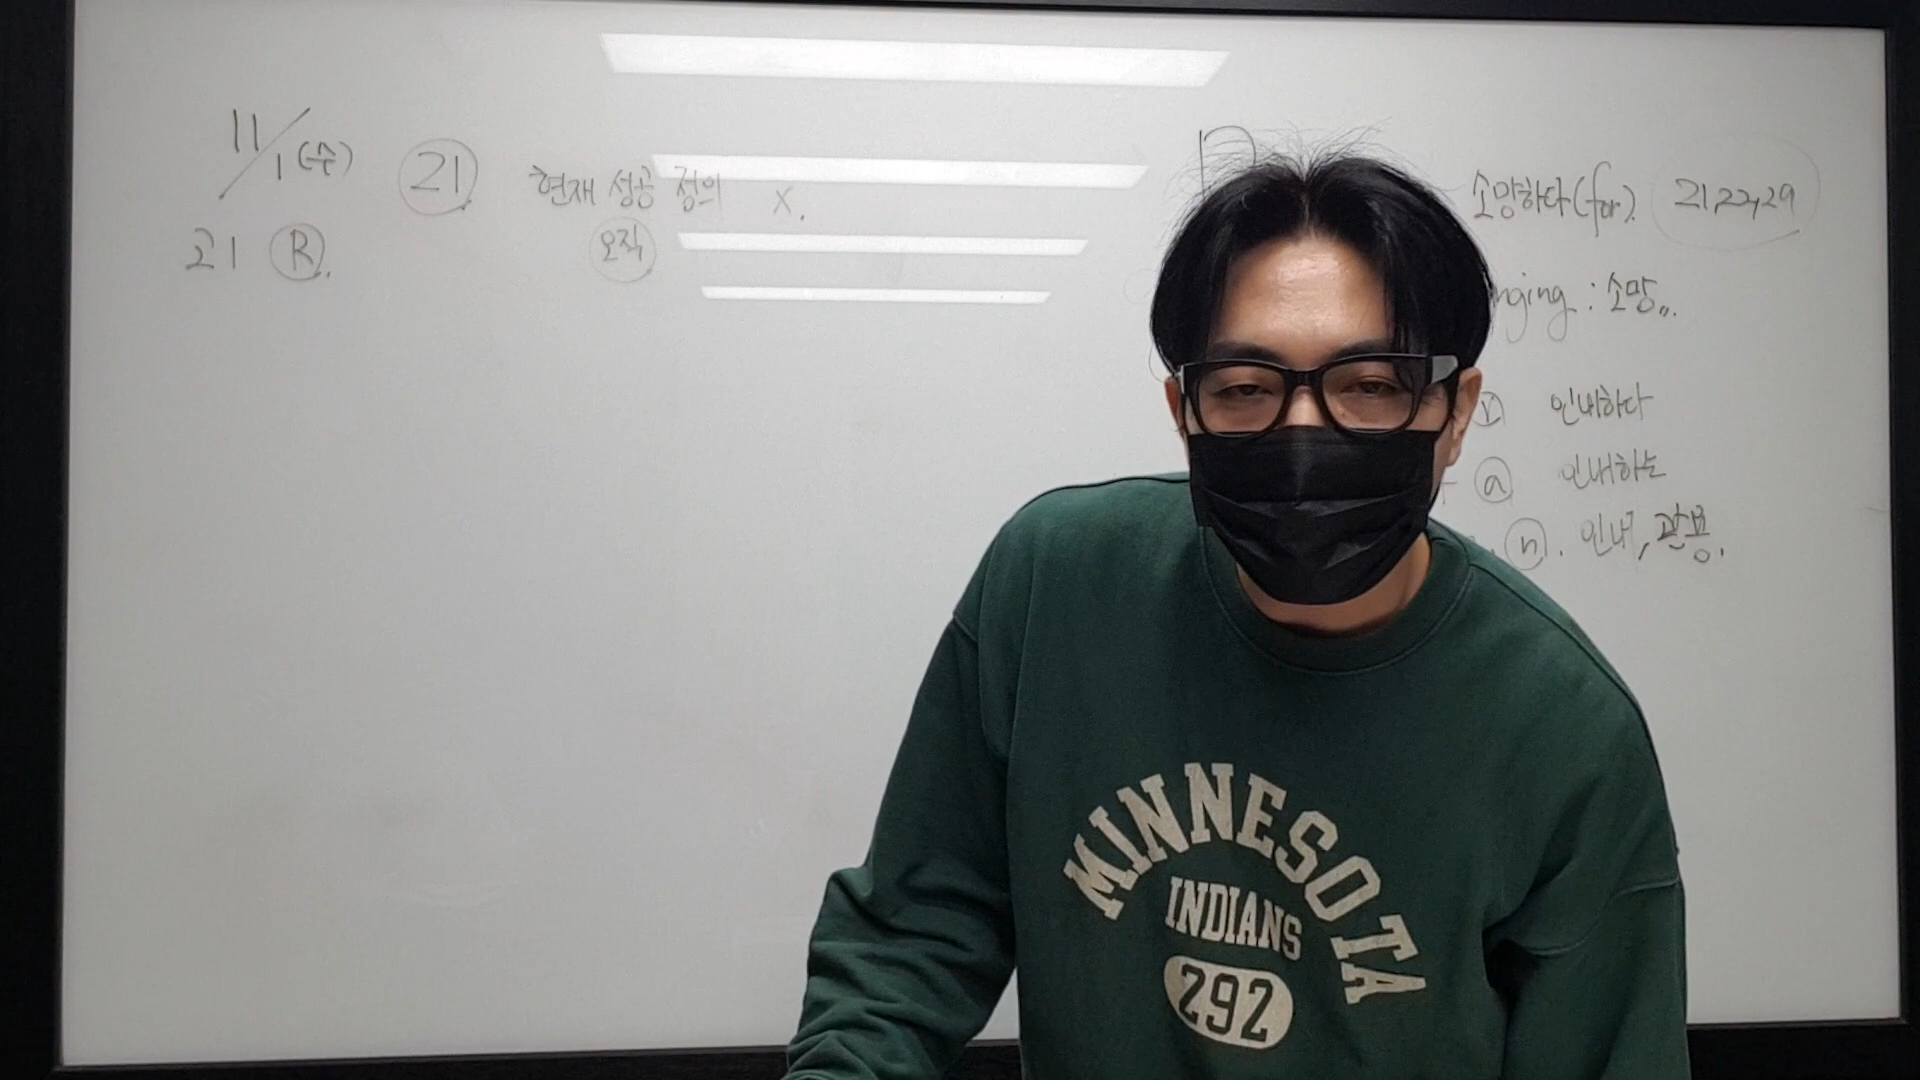 11/1 (수)
21 R.
21.
현재 성공 정의 x.
오직
소망하다(for). 21,22,29
nging : 소망,,.
v 인내하다
a 인내하는
n. 인내, 관용.
MINNESOTA
INDIANS
292